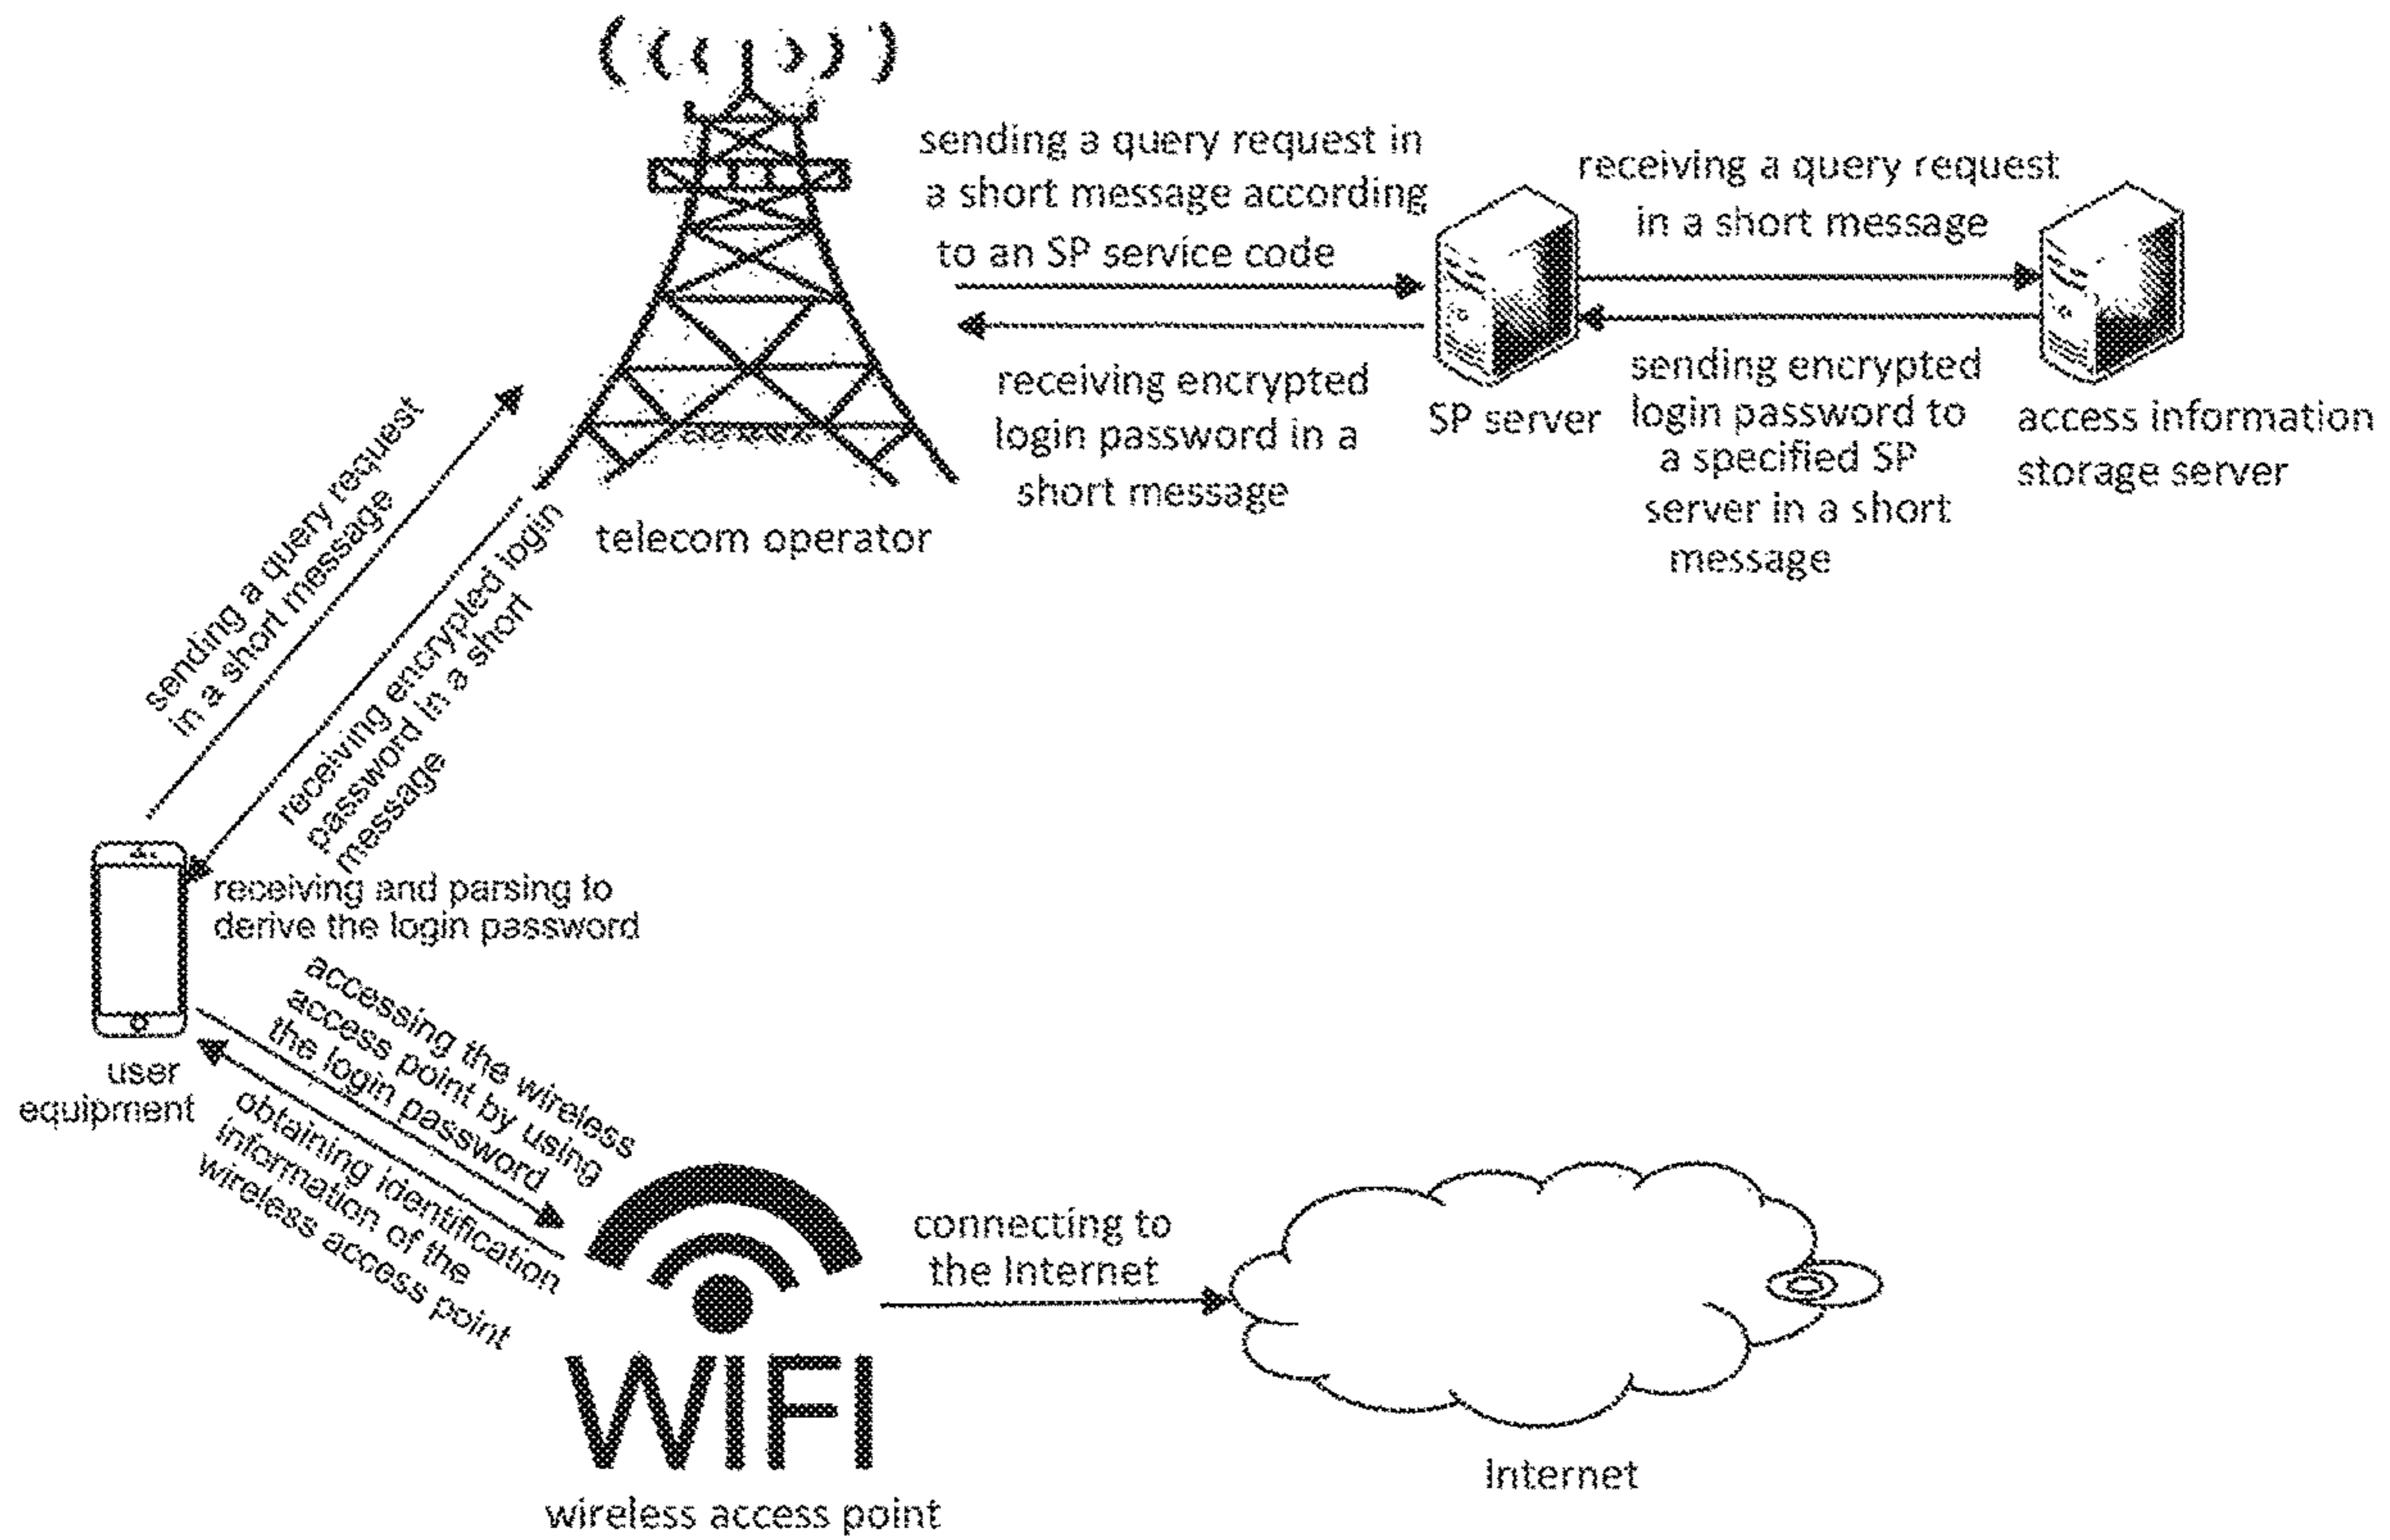 sending a query request in
a short message according
to an SP service code
receiving a query request
in a short message
receiving encrypted
login password in a
short message
SP server
sending encrypted
login password to
a specified SP
server in a short
message
access information
storage server
telecom operator
sending a query request
in a short message
receiving encrypted login
password in a short
message
receiving and parsing to
derive the login password
user
equipment
accessing the wireless
access point by using
the login password
obtaining identification
information of the
wireless access point
connecting to
the Internet
WIFI
wireless access point
Internet